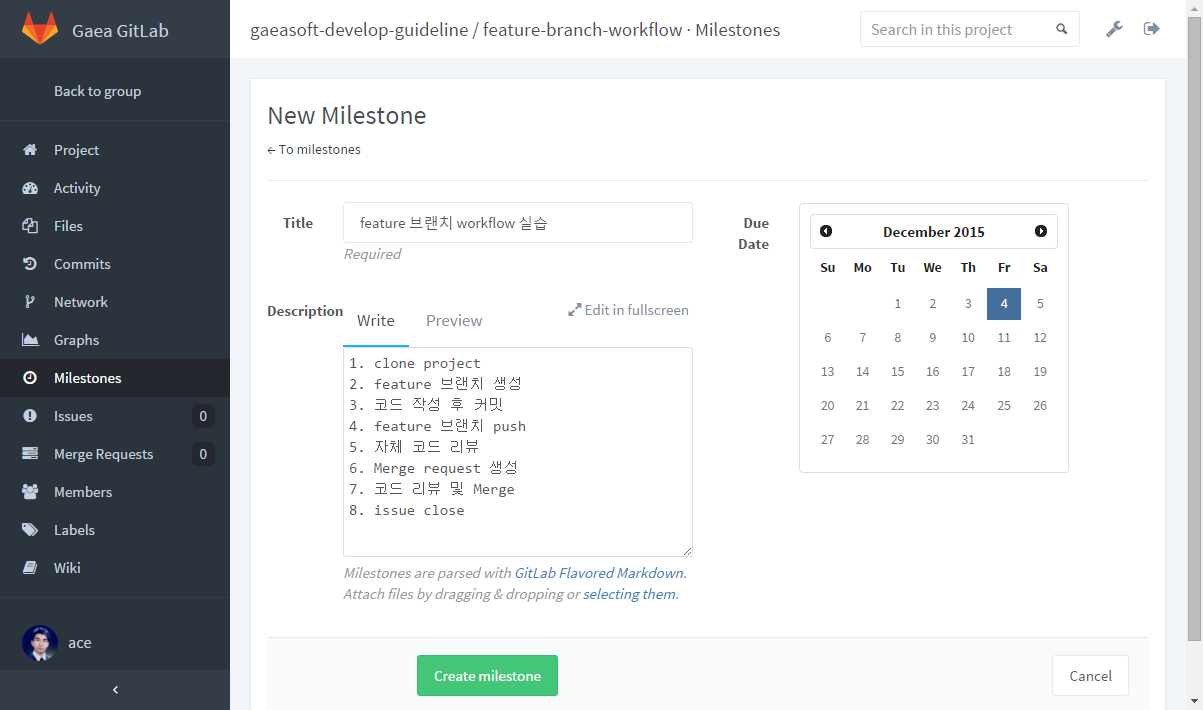 Gaea GitLab
gaeasoft-develop-guideline / feature-branch-workflow · Milestones
Search in this project
Back to group
Project
Activity
Files
Commits
Network
Graphs
Milestones
Issues 0
Merge Requests 0
Members
Labels
Wiki
ace
New Milestone
← To milestones
Title
feature 브랜치 workflow 실습
Required
Description
Write Preview
Edit in fullscreen
1. clone project
2. feature 브랜치 생성
3. 코드 작성 후 커밋
4. feature 브랜치 push
5. 자체 코드 리뷰
6. Merge request 생성
7. 코드 리뷰 및 Merge
8. issue close
Milestones are parsed with GitLab Flavored Markdown.
Attach files by dragging & dropping or selecting them.
Due
Date
December 2015
Su Mo Tu We Th Fr Sa
1 2 3 4 5
6 7 8 9 10 11 12
13 14 15 16 17 18 19
20 21 22 23 24 25 26
27 28 29 30 31
Create milestone
Cancel